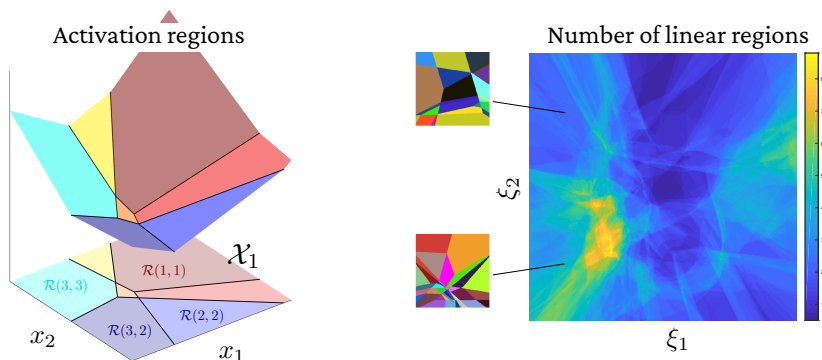 Activation regions
Number of linear regions
ξ₂
𝒳₁
ℛ(1, 1)
ℛ(3, 3)
ℛ(3, 2)
ℛ(2, 2)
x₂
x₁
ξ₁